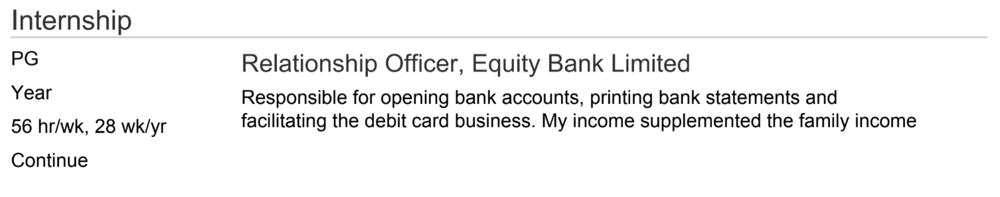 Internship
PG
Year
56 hr/wk, 28 wk/yr
Continue
Relationship Officer, Equity Bank Limited
Responsible for opening bank accounts, printing bank statements and
facilitating the debit card business. My income supplemented the family income